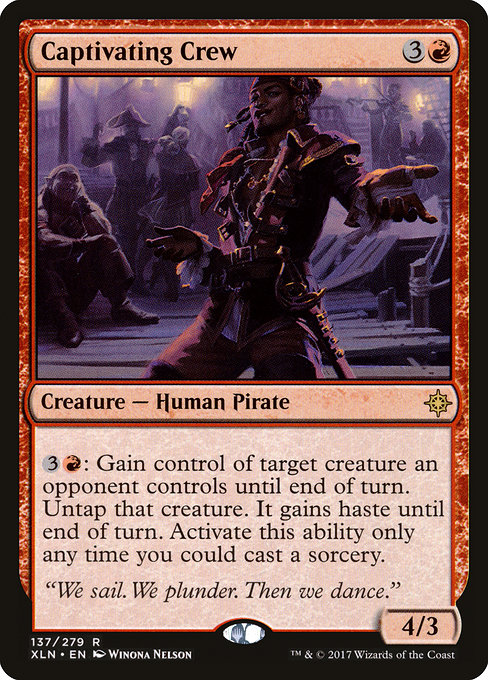 Captivating Crew 3
Creature — Human Pirate
3: Gain control of target creature an
opponent controls until end of turn.
Untap that creature. It gains haste until
end of turn. Activate this ability only
any time you could cast a sorcery.
“We sail. We plunder. Then we dance.”
4/3
137/279 R
XLN • EN Winona Nelson
™ & © 2017 Wizards of the Coast